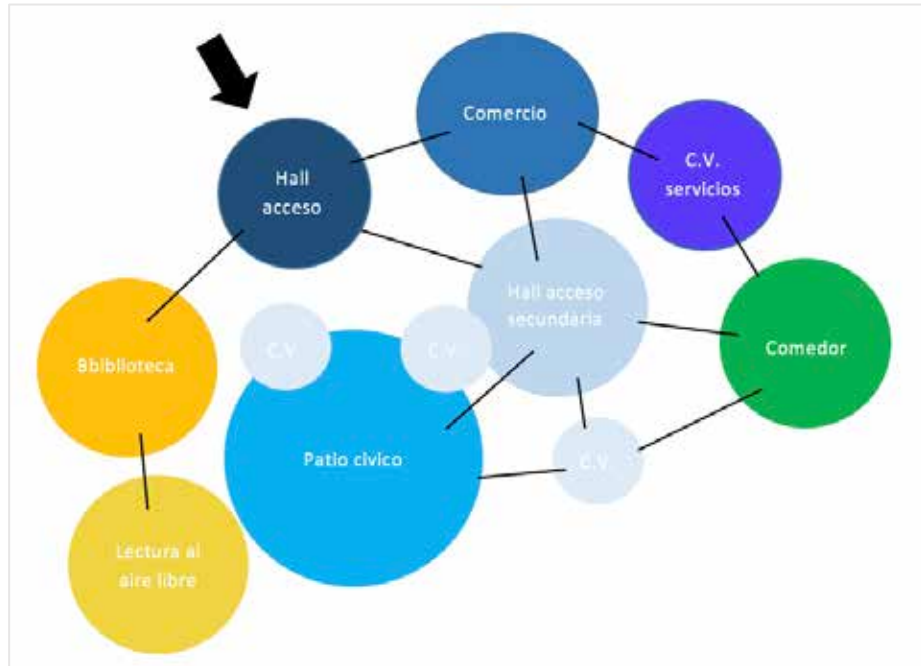 Comercio
Hall
acceso
C.V.
servicios
Hall acceso
secundaria
C.V.
C.V.
Bbiblioteca
Comedor
Patio civico
C.V.
Lectura al
aire libre